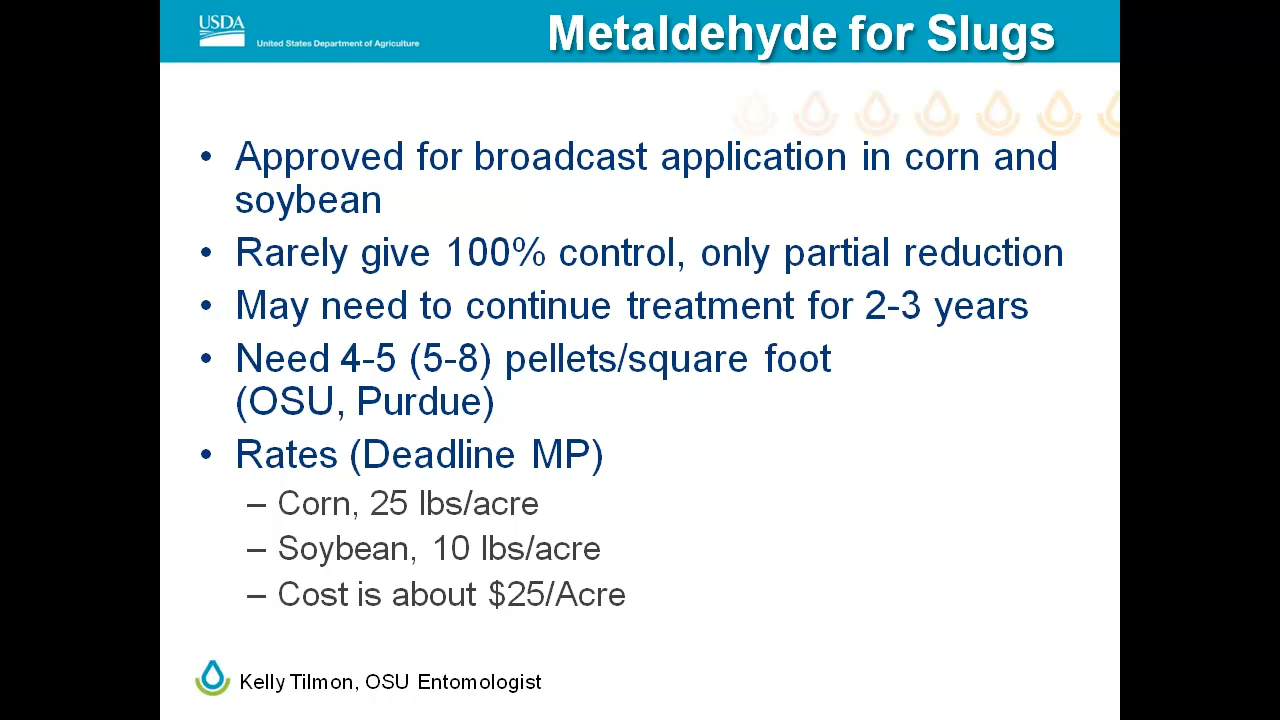 USDA
United States Department of Agriculture
Metaldehyde for Slugs
• Approved for broadcast application in corn and
soybean
• Rarely give 100% control, only partial reduction
• May need to continue treatment for 2-3 years
• Need 4-5 (5-8) pellets/square foot
(OSU, Purdue)
• Rates (Deadline MP)
– Corn, 25 lbs/acre
– Soybean, 10 lbs/acre
– Cost is about $25/Acre
Kelly Tilmon, OSU Entomologist